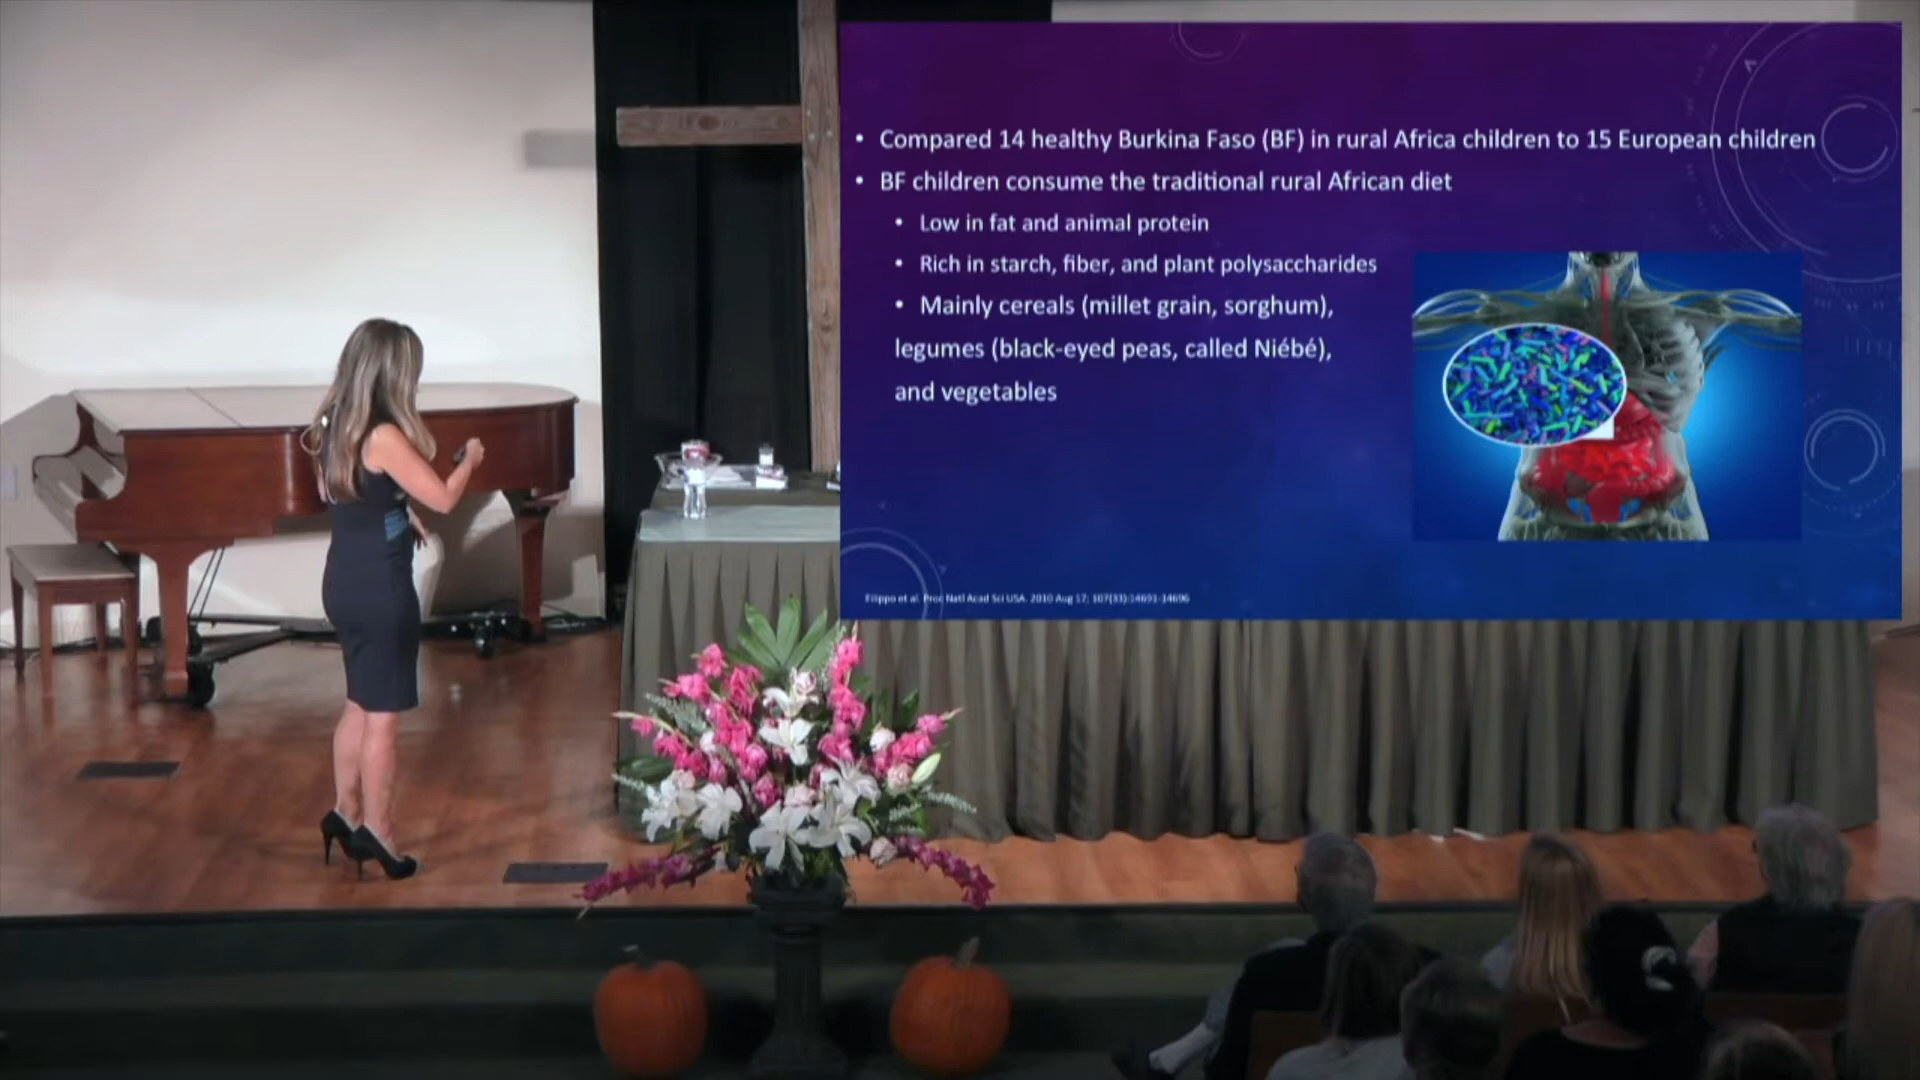 • Compared 14 healthy Burkina Faso (BF) in rural Africa children to 15 European children
• BF children consume the traditional rural African diet
• Low in fat and animal protein
• Rich in starch, fiber, and plant polysaccharides
• Mainly cereals (millet grain, sorghum),
legumes (black-eyed peas, called Niébé),
and vegetables
Filippo et al. Proc Natl Acad Sci USA. 2010 Aug 17; 107(33):14691-14696